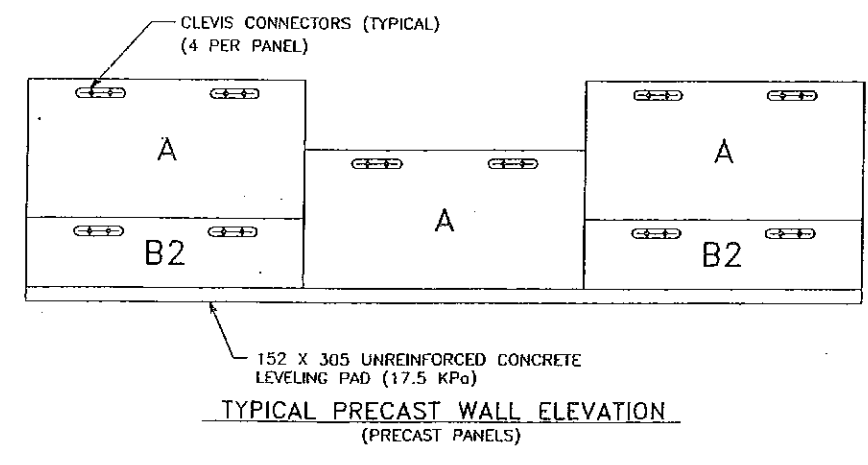 CLEVIS CONNECTORS (TYPICAL)
(4 PER PANEL)
A
A
A
B2
B2
152 X 305 UNREINFORCED CONCRETE
LEVELING PAD (17.5 KPa)
TYPICAL PRECAST WALL ELEVATION
(PRECAST PANELS)